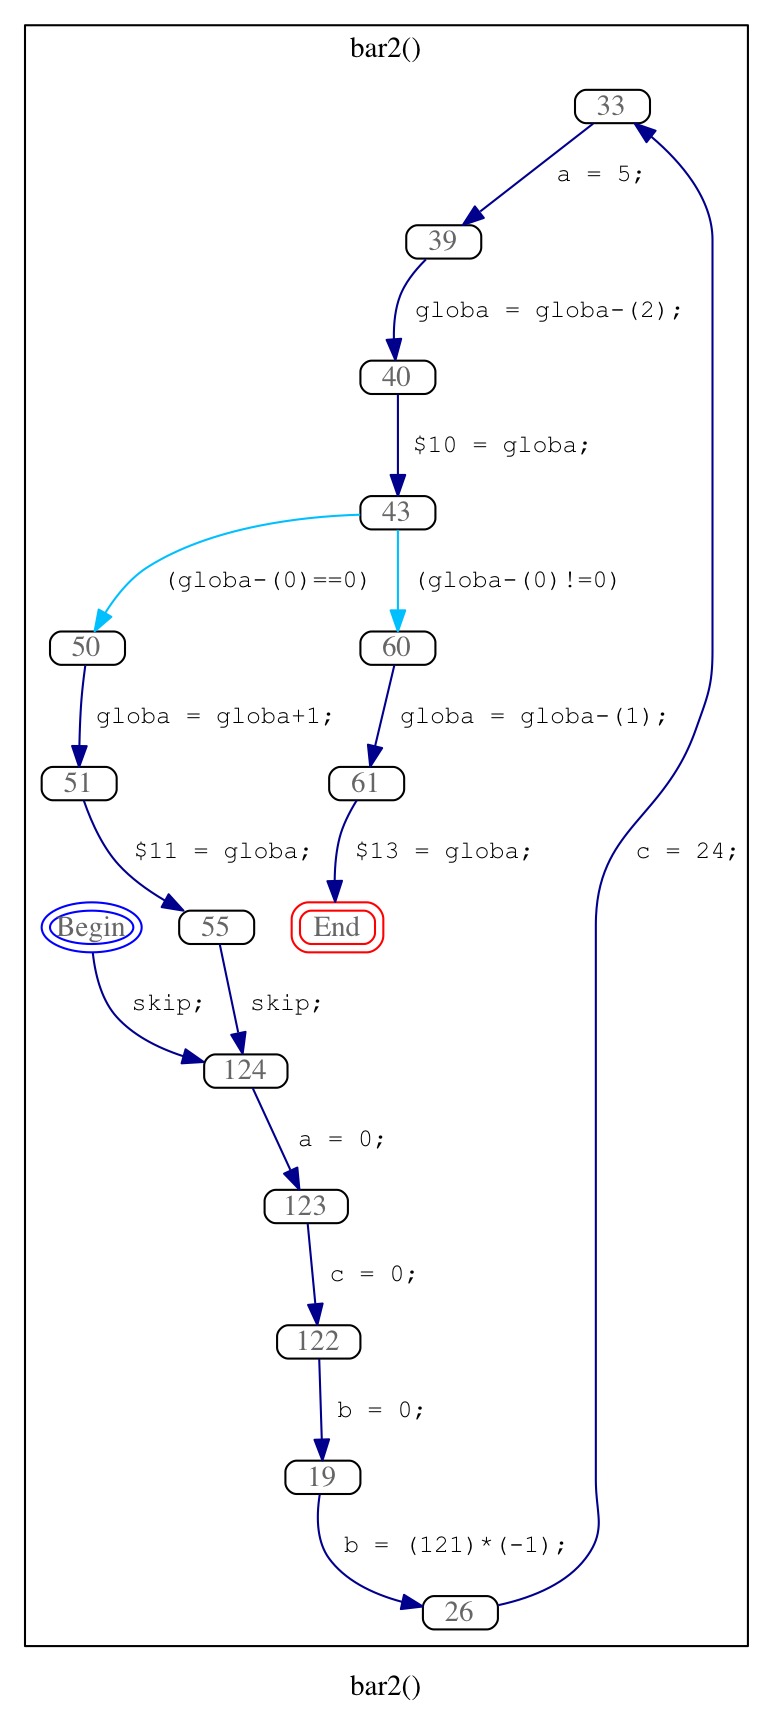 bar2()
33
a = 5;
39
globa = globa-(2);
40
$10 = globa;
43
(globa-(0)==0)
(globa-(0)!=0)
50
60
globa = globa+1;
globa = globa-(1);
51
61
$11 = globa;
$13 = globa;
c = 24;
Begin
55
End
skip;
skip;
124
a = 0;
123
c = 0;
122
b = 0;
19
b = (121)*(-1);
26
bar2()